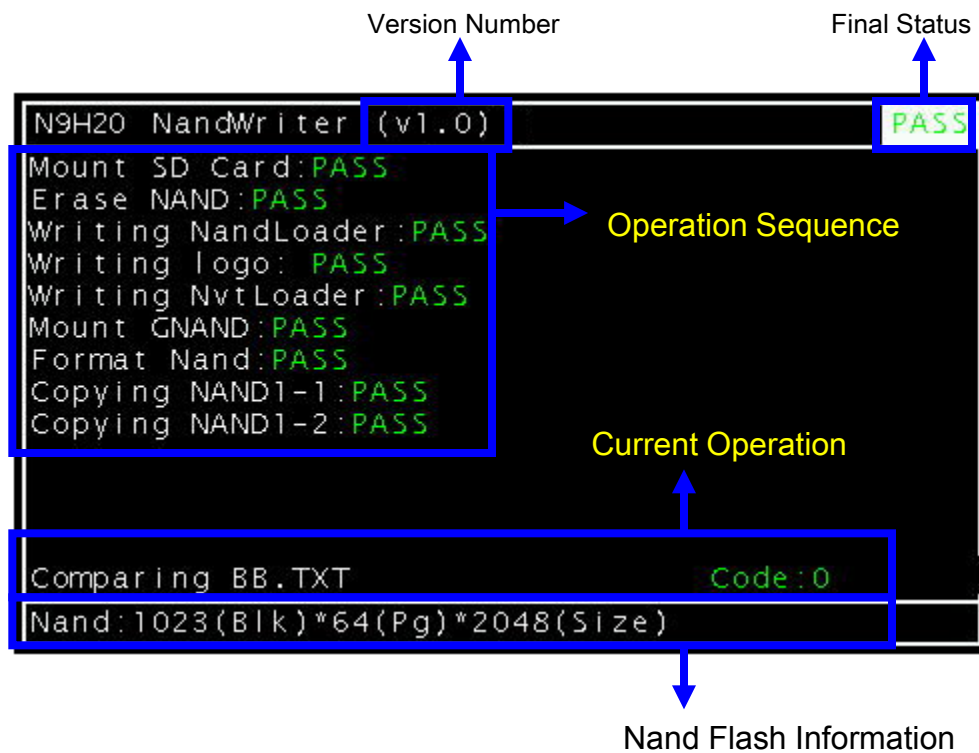 Version Number
Final Status
N9H20 NandWriter (v1.0)
PASS
Mount SD Card:PASS
Erase NAND:PASS
Writing NandLoader:PASS
Writing logo: PASS
Writing NvtLoader:PASS
Mount GNAND:PASS
Format Nand:PASS
Copying NAND1-1:PASS
Copying NAND1-2:PASS
Operation Sequence
Current Operation
Comparing BB.TXT
Code:0
Nand:1023(Blk)*64(Pg)*2048(Size)
Nand Flash Information